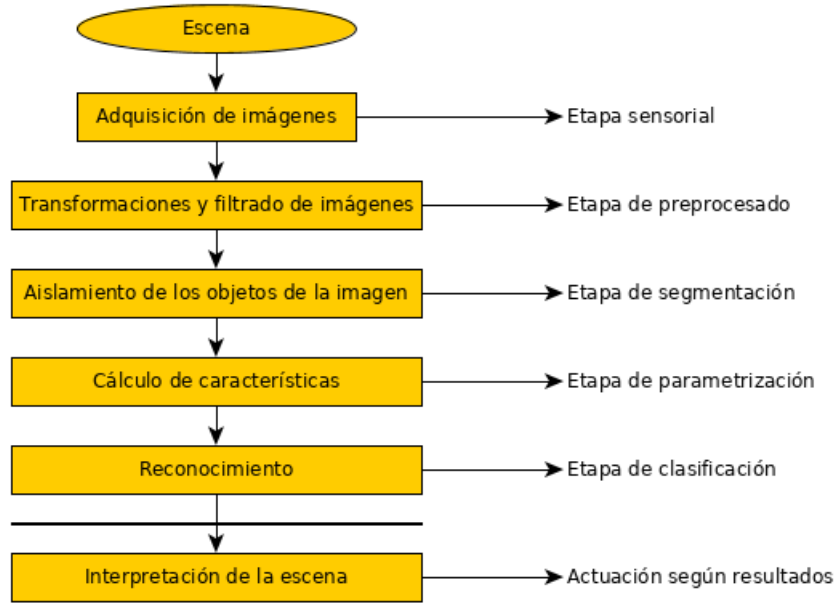 Escena
Adquisición de imágenes
Etapa sensorial
Transformaciones y filtrado de imágenes
Etapa de preprocesado
Aislamiento de los objetos de la imagen
Etapa de segmentación
Cálculo de características
Etapa de parametrización
Reconocimiento
Etapa de clasificación
Interpretación de la escena
Actuación según resultados